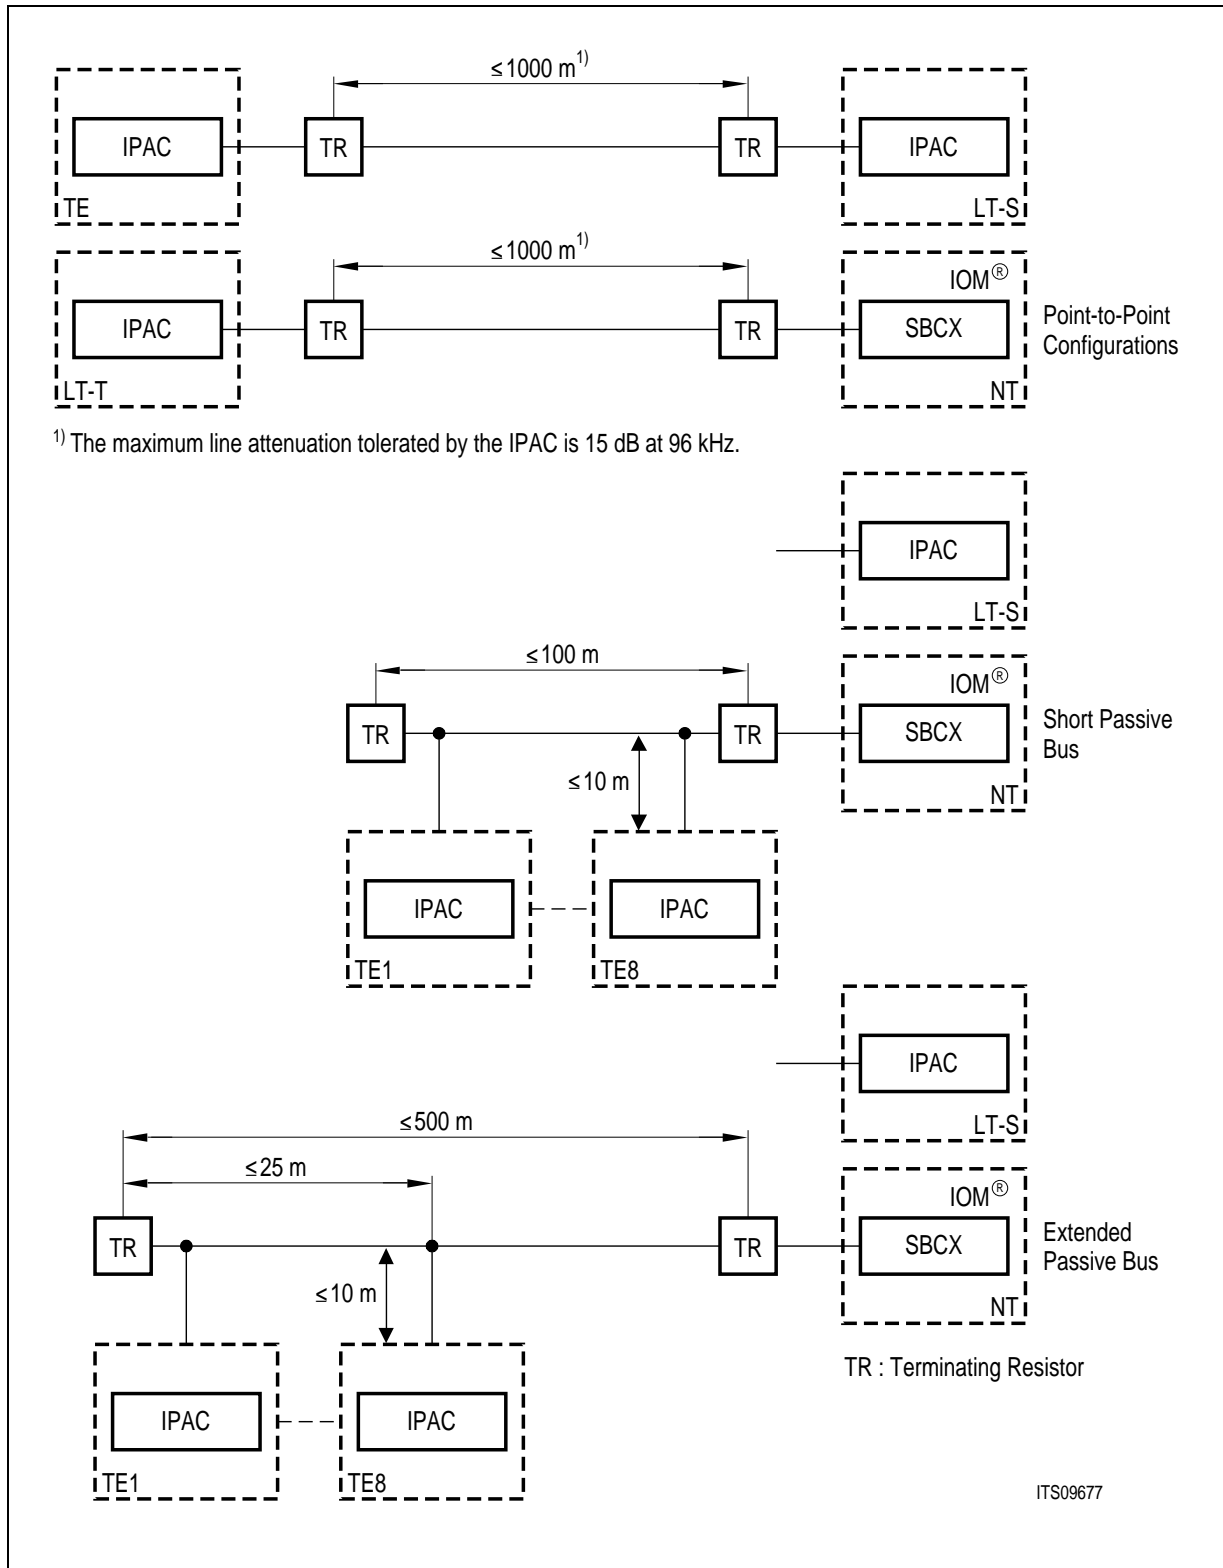 ≤1000 m1)
IPAC
TR
TR
IPAC
TE
LT-S
≤1000 m1)
IOM®
IPAC
TR
TR
SBCX
Point-to-Point
Configurations
LT-T
NT
1) The maximum line attenuation tolerated by the IPAC is 15 dB at 96 kHz.
IPAC
LT-S
≤100 m
IOM®
TR
TR
SBCX
Short Passive
Bus
≤10 m
NT
IPAC
IPAC
TE1
TE8
IPAC
LT-S
≤500 m
≤25 m
IOM®
TR
TR
SBCX
Extended
Passive Bus
≤10 m
NT
TR : Terminating Resistor
IPAC
IPAC
TE1
TE8
ITS09677